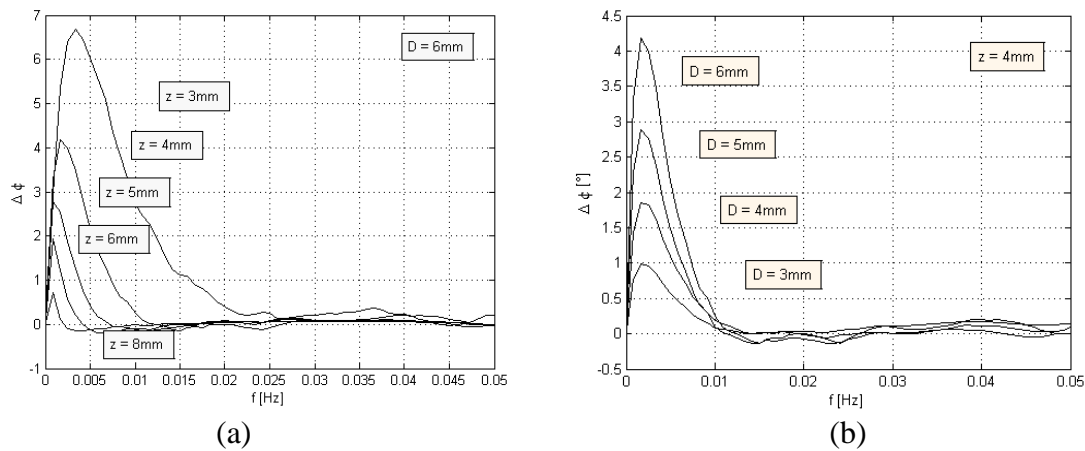 7
6
5
4
3
2
1
0
-1
Δ ϕ
D = 6mm
z = 3mm
z = 4mm
z = 5mm
z = 6mm
z = 8mm
0 0.005 0.01 0.015 0.02 0.025 0.03 0.035 0.04 0.045 0.05
f [Hz]
(a)
4.5
4
3.5
3
2.5
2
1.5
1
0.5
0
-0.5
Δ ϕ [°]
z = 4mm
D = 6mm
D = 5mm
D = 4mm
D = 3mm
0 0.01 0.02 0.03 0.04 0.05
f [Hz]
(b)